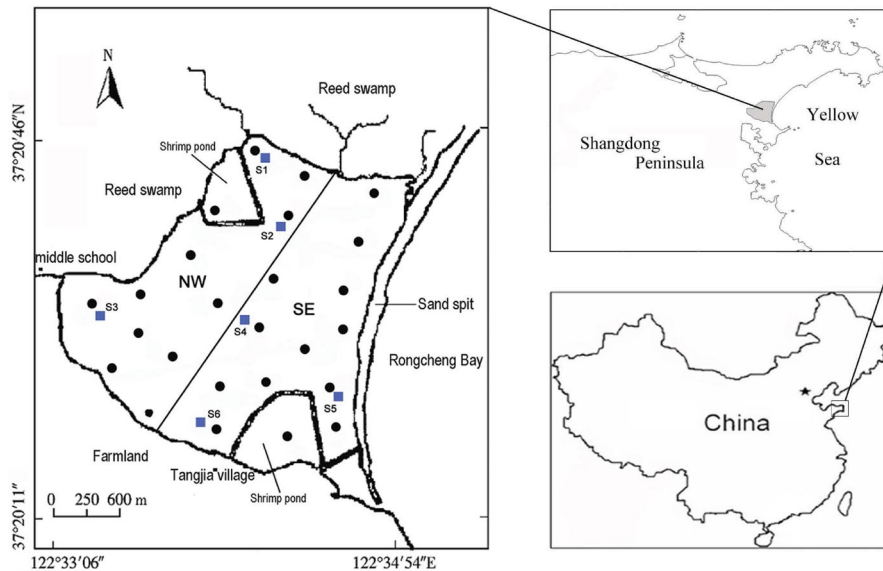 N
Reed swamp
37°20′46″N
Shrimp pond
S1
Reed swamp
S2
middle school
NW
S3
SE
Sand spit
S4
Rongcheng Bay
S5
S6
Farmland
Tangjia village
Shrimp pond
0 250 600 m
37°20′11″
122°33′06″
122°34′54″E
Shangdong
Peninsula
Yellow
Sea
China